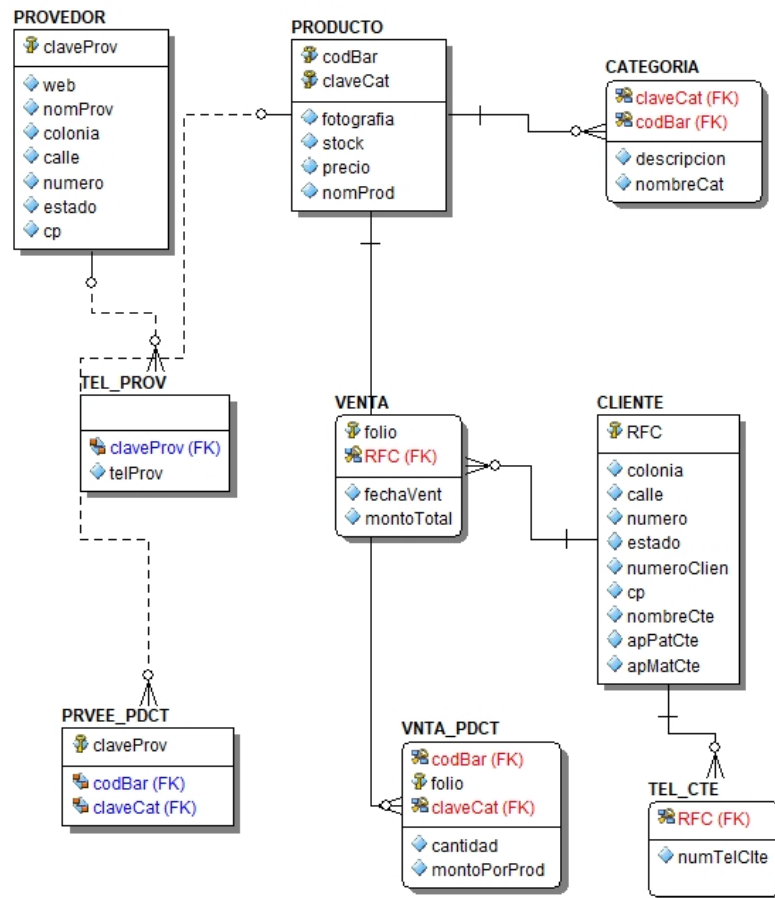 PROVEDOR
claveProv
web
nomProv
colonia
calle
numero
estado
cp
PRODUCTO
codBar
claveCat
fotografia
stock
precio
nomProd
CATEGORIA
claveCat (FK)
codBar (FK)
descripcion
nombreCat
TEL_PROV
claveProv (FK)
telProv
VENTA
folio
RFC (FK)
fechaVent
montoTotal
CLIENTE
RFC
colonia
calle
numero
estado
numeroClien
cp
nombreCte
apPatCte
apMatCte
PRVEE_PDCT
claveProv
codBar (FK)
claveCat (FK)
VNTA_PDCT
codBar (FK)
folio
claveCat (FK)
cantidad
montoPorProd
TEL_CTE
RFC (FK)
numTelClte